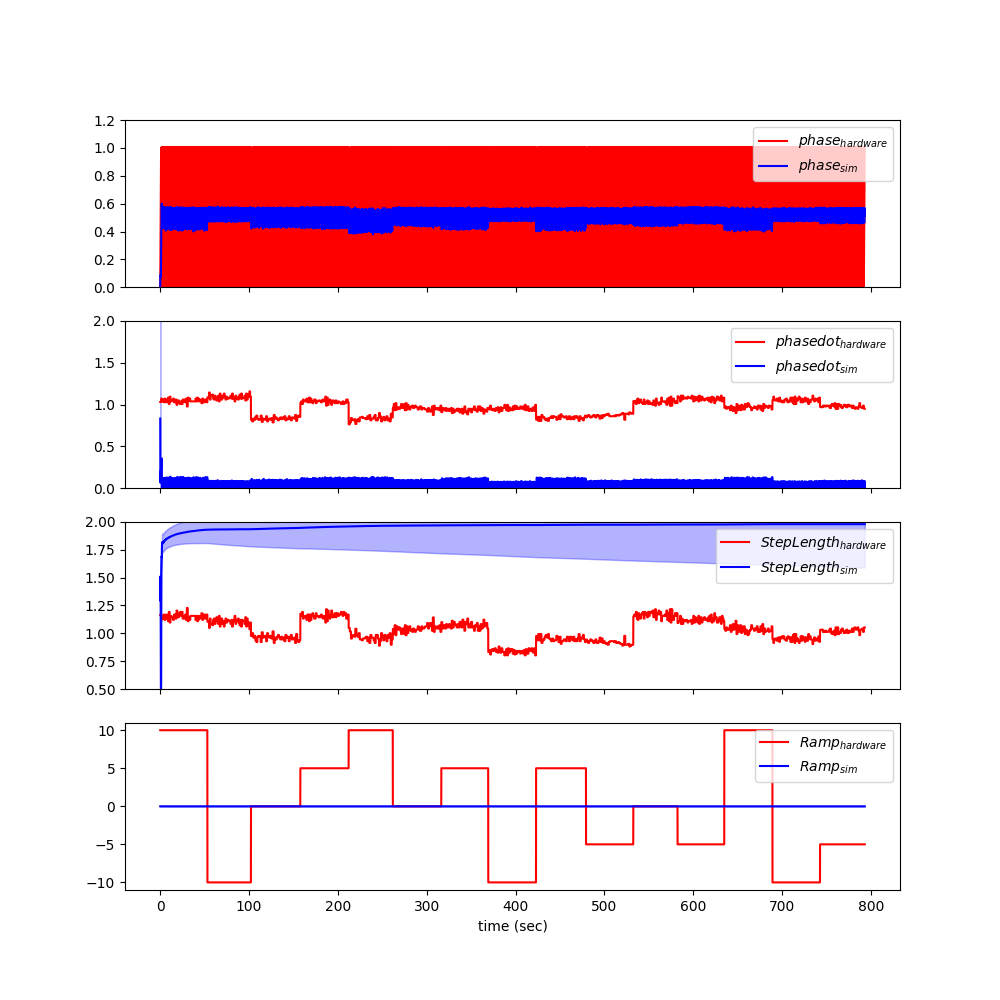 1.2
1.0
0.8
0.6
0.4
0.2
0.0
phase_hardware
phase_sim
2.0
1.5
1.0
0.5
0.0
phasedot_hardware
phasedot_sim
2.00
1.75
1.50
1.25
1.00
0.75
0.50
StepLength_hardware
StepLength_sim
10
5
0
−5
−10
Ramp_hardware
Ramp_sim
0 100 200 300 400 500 600 700 800
time (sec)